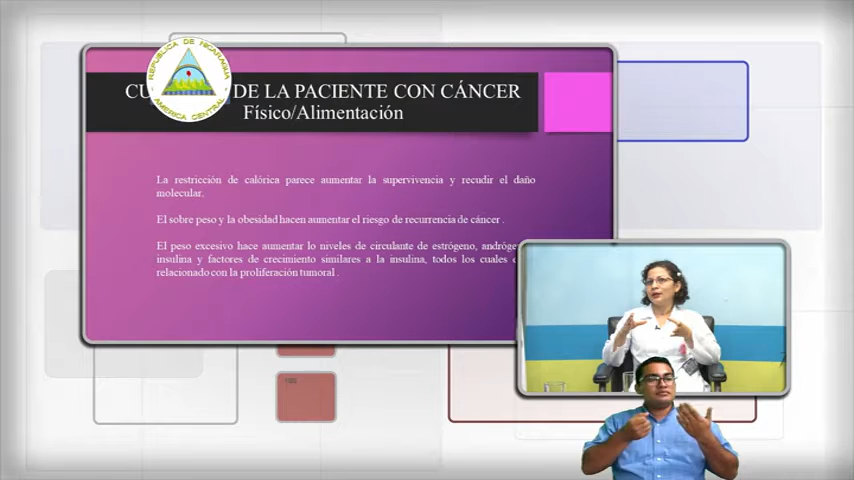 REPUBLICA DE NICARAGUA
AMERICA CENTRAL
DE LA PACIENTE CON CÁNCER
Físico/Alimentación
La restricción de calórica parece aumentar la supervivencia y recudir el daño
molecular.
El sobre peso y la obesidad hacen aumentar el riesgo de recurrencia de cáncer .
El peso excesivo hace aumentar lo niveles de circulante de estrógeno,
insulina y factores de crecimiento similares a la insulina, todos los cuales
relacionado con la proliferación tumoral .